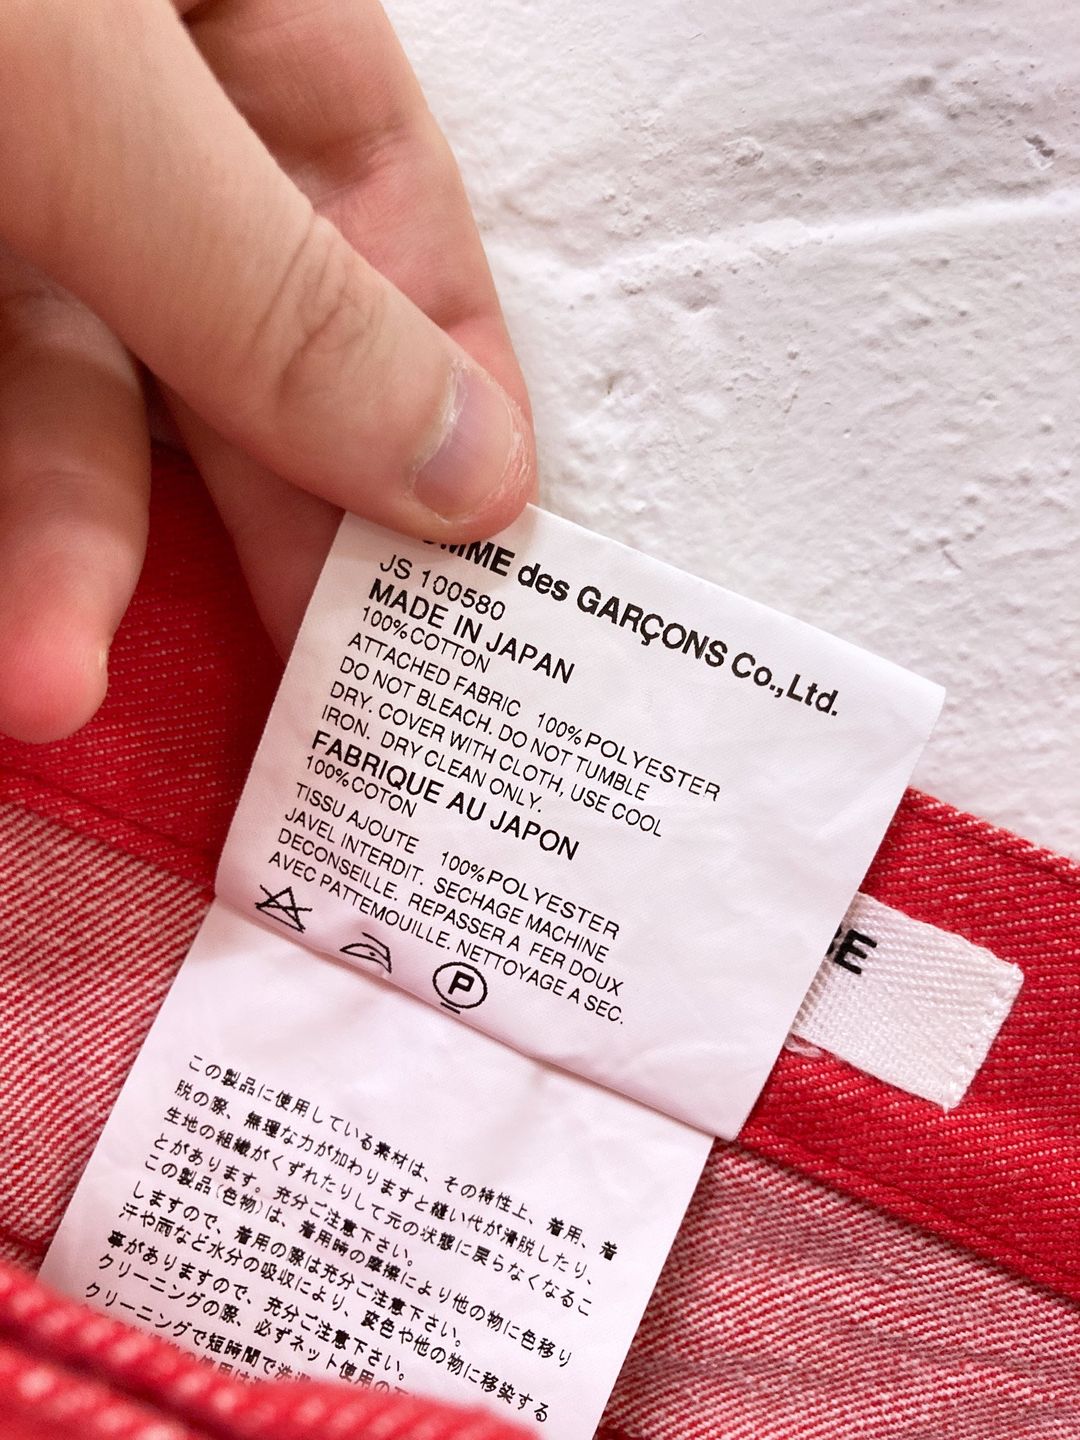 MME des GARÇONS Co.,Ltd.
JS 100580
MADE IN JAPAN
100%COTTON
ATTACHED FABRIC 100%POLYESTER
DO NOT BLEACH. DO NOT TUMBLE
DRY. COVER WITH CLOTH, USE COOL
IRON. DRY CLEAN ONLY.
FABRIQUE AU JAPON
100%COTON
TISSU AJOUTE 100%POLYESTER
JAVEL INTERDIT. SECHAGE MACHINE
DECONSEILLE. REPASSER A FER DOUX
AVEC PATTEMOUILLE. NETTOYAGE A SEC.
P
BE
この製品に使用している素材は、その特性上、着用、着
脱の際、無理な力が加わりますと縫い代が滑脱したり、
生地の組織がくずれたりして元の状態に戻らなくなるこ
とがあります。充分ご注意下さい。
この製品(色物)は、着用時の摩擦により他の物に色移り
しますので、着用の際は充分ご注意下さい。
汗や雨など水分の吸収により、変色や他の物に移染する
事がありますので、充分ご注意下さい。
クリーニングの際、必ずネット使用の
クリーニングで短時間で洗